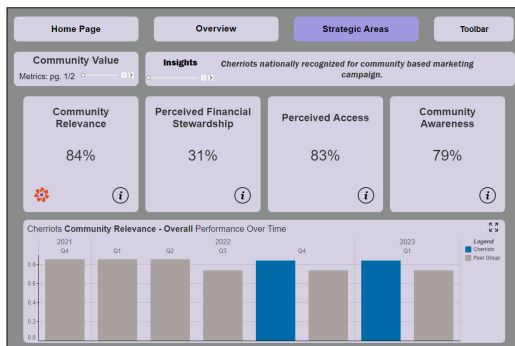 Home Page
Overview
Strategic Areas
Toolbar
Community Value
Metrics: pg. 1/2
Insights
Cherriots nationally recognized for community based marketing
campaign.
Community
Relevance
84%
i
Perceived Financial
Stewardship
31%
i
Perceived Access
83%
i
Community
Awareness
79%
i
Cherriots Community Relevance - Overall Performance Over Time
2021
2022
2023
Q4
Q1
Q2
Q3
Q4
Q1
Legend
Cherriots
Peer Group
0.8
0.6
0.4
0.2
0.0